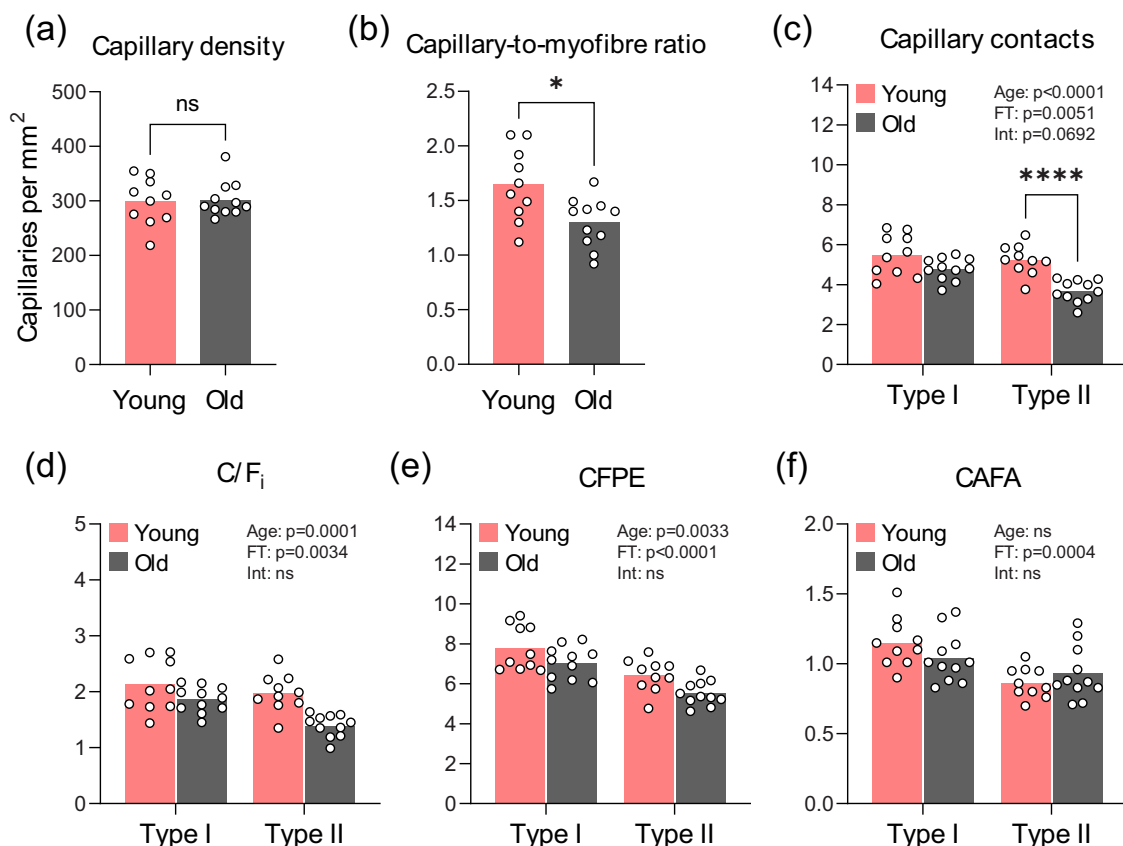 (a)
Capillary density
Capillaries per mm²
500
400
300
200
100
0
ns
Young Old
(b)
Capillary-to-myofibre ratio
2.5
2.0
1.5
1.0
0.5
0.0
*
Young Old
(c)
Capillary contacts
14
12
10
8
6
4
2
0
Young
Old
Age: p<0.0001
FT: p=0.0051
Int: p=0.0692
****
Type I Type II
(d)
C/Fᵢ
5
4
3
2
1
0
Young
Old
Age: p=0.0001
FT: p=0.0034
Int: ns
Type I Type II
(e)
CFPE
14
12
10
8
6
4
2
0
Young
Old
Age: p=0.0033
FT: p<0.0001
Int: ns
Type I Type II
(f)
CAFA
2.0
1.5
1.0
0.5
0.0
Young
Old
Age: ns
FT: p=0.0004
Int: ns
Type I Type II